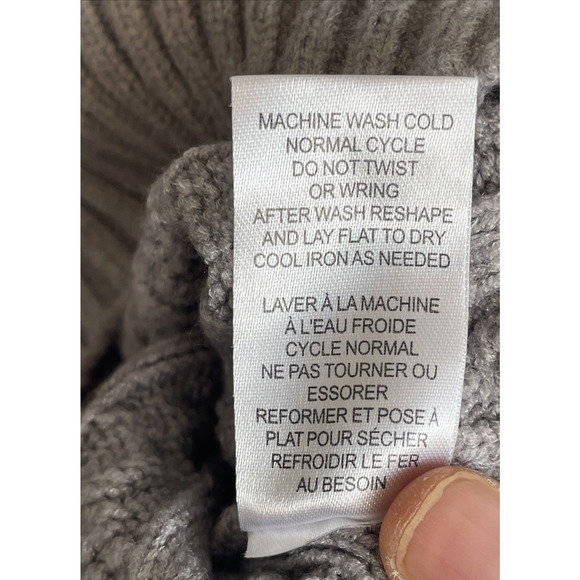 MACHINE WASH COLD
NORMAL CYCLE
DO NOT TWIST
OR WRING
AFTER WASH RESHAPE
AND LAY FLAT TO DRY
COOL IRON AS NEEDED
LAVER À LA MACHINE
À L'EAU FROIDE
CYCLE NORMAL
NE PAS TOURNER OU
ESSORER
REFORMER ET POSE À
PLAT POUR SÉCHER
REFROIDIR LE FER
AU BESOIN